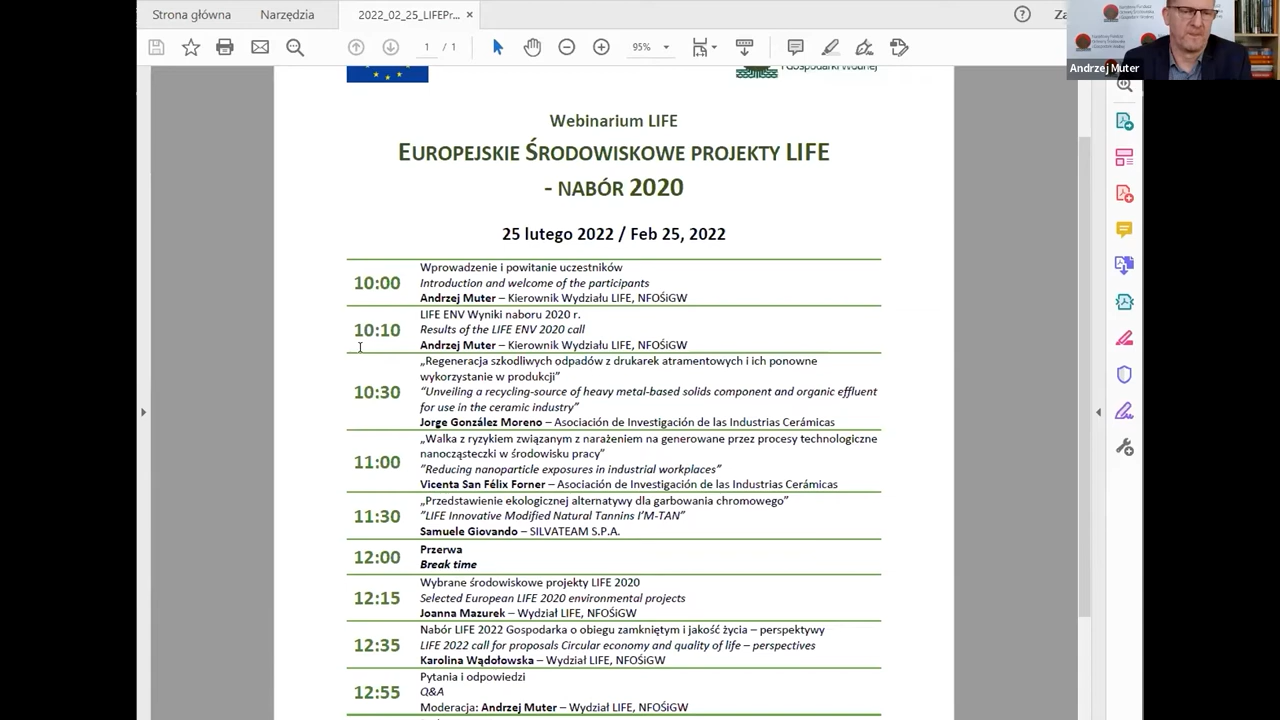 Strona główna
Narzędzia
2022_02_25_LIFEPr...
1 / 1
95%
Andrzej Muter
i Gospodarki Wodnej
Webinarium LIFE
EUROPEJSKIE ŚRODOWISKOWE PROJEKTY LIFE
- NABÓR 2020
25 lutego 2022 / Feb 25, 2022
10:00
Wprowadzenie i powitanie uczestników
Introduction and welcome of the participants
Andrzej Muter – Kierownik Wydziału LIFE, NFOŚiGW
10:10
LIFE ENV Wyniki naboru 2020 r.
Results of the LIFE ENV 2020 call
Andrzej Muter – Kierownik Wydziału LIFE, NFOŚiGW
10:30
„Regeneracja szkodliwych odpadów z drukarek atramentowych i ich ponowne
wykorzystanie w produkcji”
“Unveiling a recycling-source of heavy metal-based solids component and organic effluent
for use in the ceramic industry”
Jorge González Moreno – Asociación de Investigación de las Industrias Cerámicas
11:00
„Walka z ryzykiem związanym z narażeniem na generowane przez procesy technologiczne
nanocząsteczki w środowisku pracy”
”Reducing nanoparticle exposures in industrial workplaces”
Vicenta San Félix Forner – Asociación de Investigación de las Industrias Cerámicas
11:30
„Przedstawienie ekologicznej alternatywy dla garbowania chromowego”
”LIFE Innovative Modified Natural Tannins I’M-TAN”
Samuele Giovando – SILVATEAM S.P.A.
12:00
Przerwa
Break time
12:15
Wybrane środowiskowe projekty LIFE 2020
Selected European LIFE 2020 environmental projects
Joanna Mazurek – Wydział LIFE, NFOŚiGW
12:35
Nabór LIFE 2022 Gospodarka o obiegu zamkniętym i jakość życia – perspektywy
LIFE 2022 call for proposals Circular economy and quality of life – perspectives
Karolina Wądołowska – Wydział LIFE, NFOŚiGW
12:55
Pytania i odpowiedzi
Q&A
Moderacja: Andrzej Muter – Wydział LIFE, NFOŚiGW